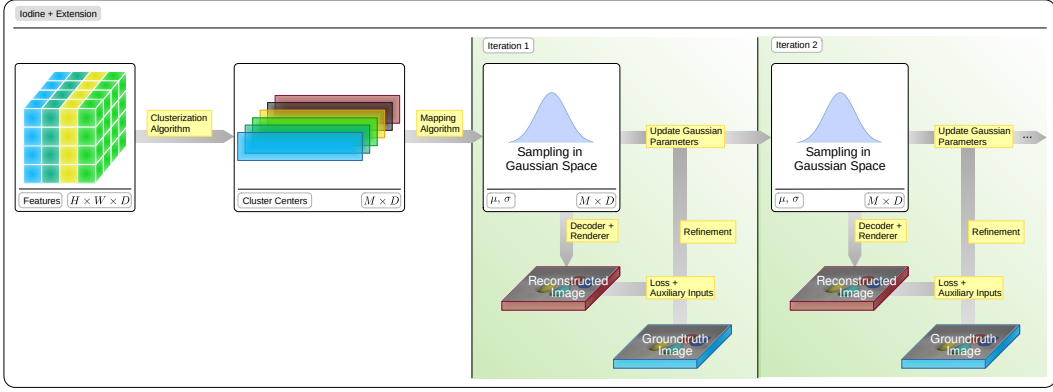 Iodine + Extension
Features
H × W × D
Clusterization
Algorithm
Cluster Centers
M × D
Mapping
Algorithm
Iteration 1
Sampling in
Gaussian Space
μ, σ
M × D
Update Gaussian
Parameters
Decoder +
Renderer
Refinement
Reconstructed
Image
Loss +
Auxiliary Inputs
Groundtruth
Image
Iteration 2
Sampling in
Gaussian Space
μ, σ
M × D
Update Gaussian
Parameters
...
Decoder +
Renderer
Refinement
Reconstructed
Image
Loss +
Auxiliary Inputs
Groundtruth
Image